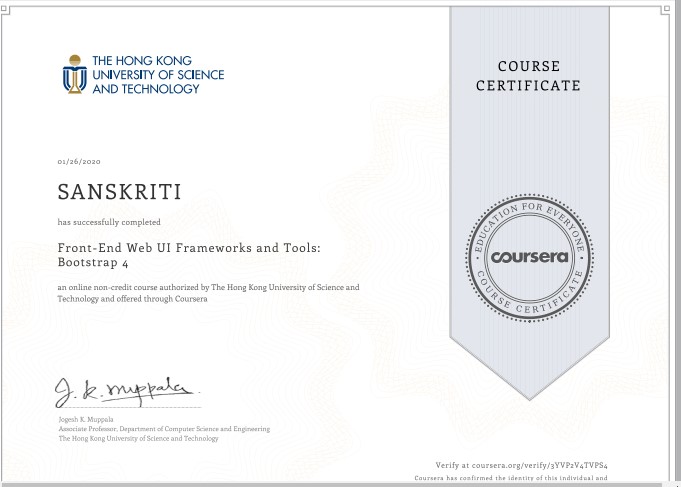 THE HONG KONG
UNIVERSITY OF SCIENCE
AND TECHNOLOGY
COURSE
CERTIFICATE
01/26/2020
SANSKRITI
has successfully completed
Front-End Web UI Frameworks and Tools:
Bootstrap 4
an online non-credit course authorized by The Hong Kong University of Science and
Technology and offered through Coursera
EDUCATION FOR EVERYONE
coursera
COURSE CERTIFICATE
J. K. Muppala
Jogesh K. Muppala
Associate Professor, Department of Computer Science and Engineering
The Hong Kong University of Science and Technology
Verify at coursera.org/verify/3YVP2V4TVPS4
Coursera has confirmed the identity of this individual and